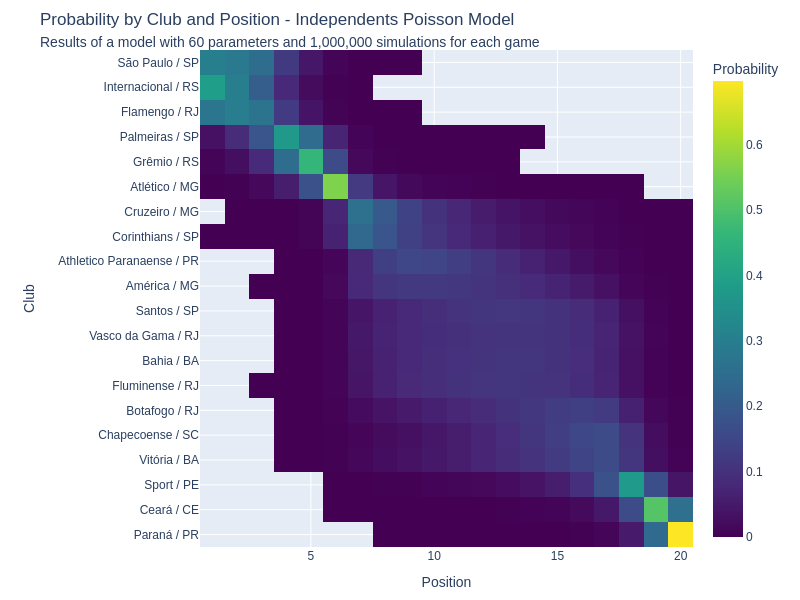 Probability by Club and Position - Independents Poisson Model
Results of a model with 60 parameters and 1,000,000 simulations for each game
Probability
São Paulo / SP
Internacional / RS
Flamengo / RJ
Palmeiras / SP
Grêmio / RS
Atlético / MG
Cruzeiro / MG
Corinthians / SP
Athletico Paranaense / PR
América / MG
Santos / SP
Vasco da Gama / RJ
Bahia / BA
Fluminense / RJ
Botafogo / RJ
Chapecoense / SC
Vitória / BA
Sport / PE
Ceará / CE
Paraná / PR
Club
5
10
15
20
Position
0.6
0.5
0.4
0.3
0.2
0.1
0